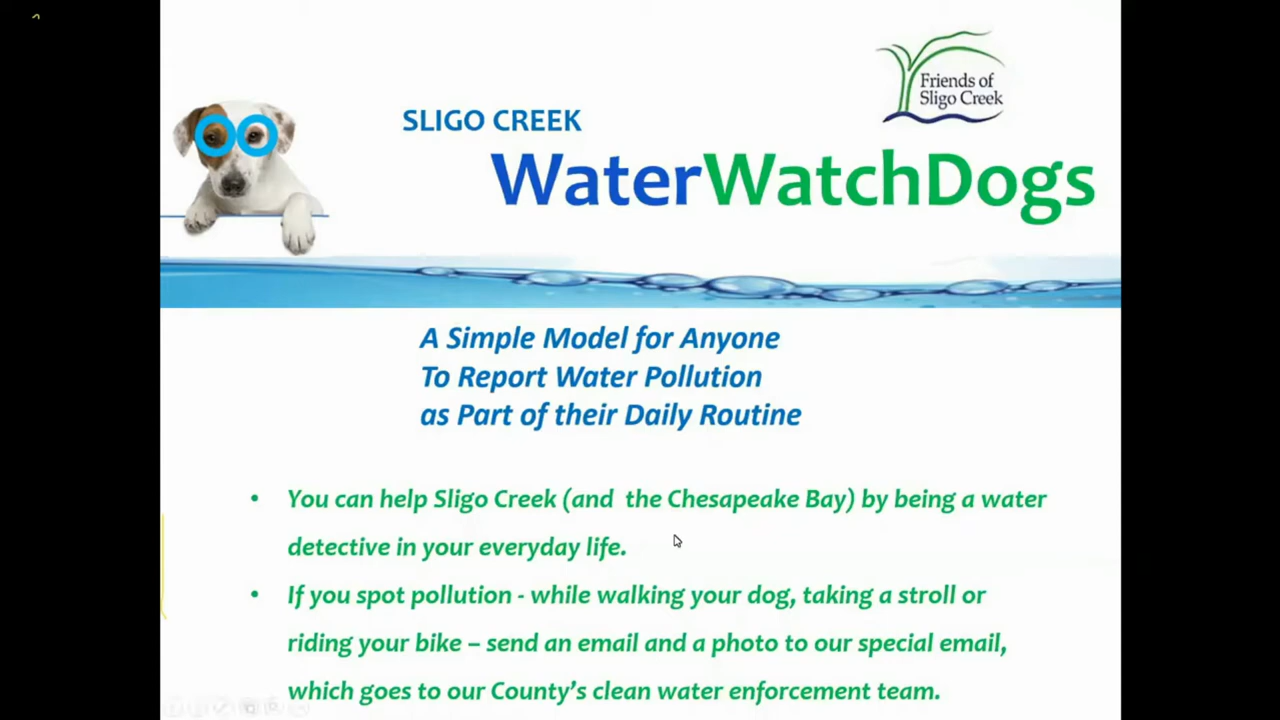 Friends of
Sligo Creek
SLIGO CREEK
WaterWatchDogs
A Simple Model for Anyone
To Report Water Pollution
as Part of their Daily Routine
• You can help Sligo Creek (and the Chesapeake Bay) by being a water
detective in your everyday life.
• If you spot pollution - while walking your dog, taking a stroll or
riding your bike – send an email and a photo to our special email,
which goes to our County's clean water enforcement team.